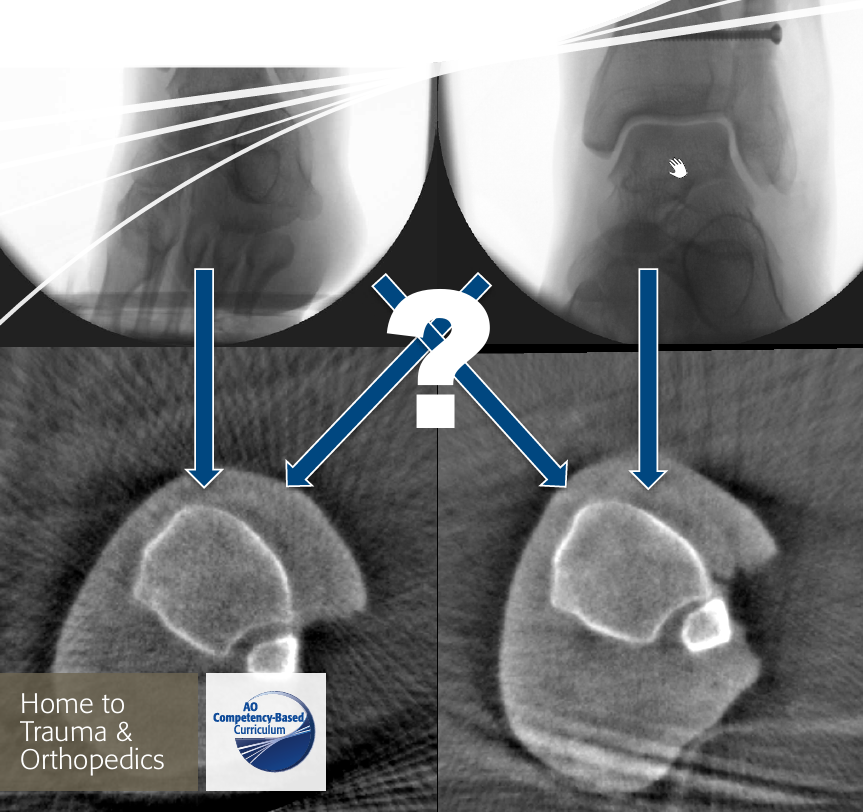 ?
Home to
Trauma &
Orthopedics
AO
Competency-Based
Curriculum